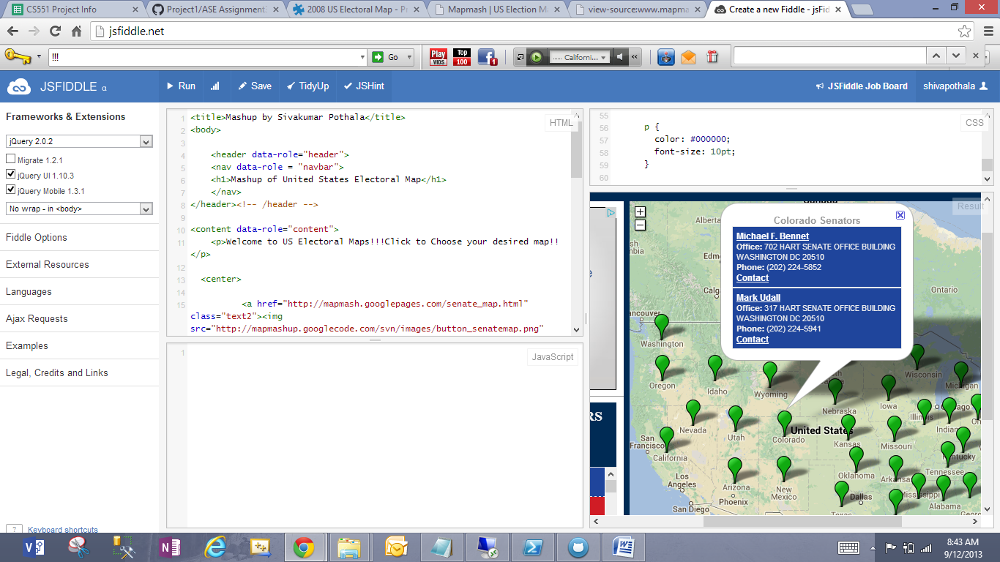 CS551 Project Info
Project1/ASE Assignment
2008 US Electoral Map - P
Mapmash | US Election M
view-source:www.mapma
Create a new Fiddle - jsFid
jsfiddle.net
!!!
Go
Play
VIDS
Top
100
1
..... Californi...
JSFIDDLE α
Run
Save
TidyUp
JSHint
JSFiddle Job Board
shivapothala
Frameworks & Extensions
jQuery 2.0.2
Migrate 1.2.1
jQuery UI 1.10.3
jQuery Mobile 1.3.1
No wrap - in <body>
Fiddle Options
External Resources
Languages
Ajax Requests
Examples
Legal, Credits and Links
Keyboard shortcuts
HTML
1 <title>Mashup by Sivakumar Pothala</title>
2 <body>
3
4 <header data-role="header">
5 <nav data-role = "navbar">
6 <h1>Mashup of United States Electoral Map</h1>
7 </nav>
8 </header><!-- /header -->
9
10 <content data-role="content">
11 <p>Welcome to US Electoral Maps!!!Click to Choose your desired map!!
</p>
12
13 <center>
14
15 <a href="http://mapmash.googlepages.com/senate_map.html"
class="text2"><img
src="http://mapmashup.googlecode.com/svn/images/button_senatemap.png"
JavaScript
1
CSS
55
56 p {
57 color: #000000;
58 font-size: 10pt;
59 }
60
Result
Colorado Senators
Michael F. Bennet
Office: 702 HART SENATE OFFICE BUILDING
WASHINGTON DC 20510
Phone: (202) 224-5852
Contact
Mark Udall
Office: 317 HART SENATE OFFICE BUILDING
WASHINGTON DC 20510
Phone: (202) 224-5941
Contact
Canada
Alberta
mbia
Edm
Calg
Ontario
ancouver
Washington
Oregon
Idaho
Wyoming
Wisconsin
Michigan
Nebraska
Iowa
Chicago
Illin
Indian
Oh
Nevada
Utah
Colorado
United States
Kansas
Missouri
San
Francisco
California
Kentucky
Los
Angeles
Arizona
New
Mexico
Oklahoma
Arkans
Tennessee
Phoenix
San Diego
Dallas
Mississippi
Alabama
Georgia
RS
e
8:43 AM
9/12/2013